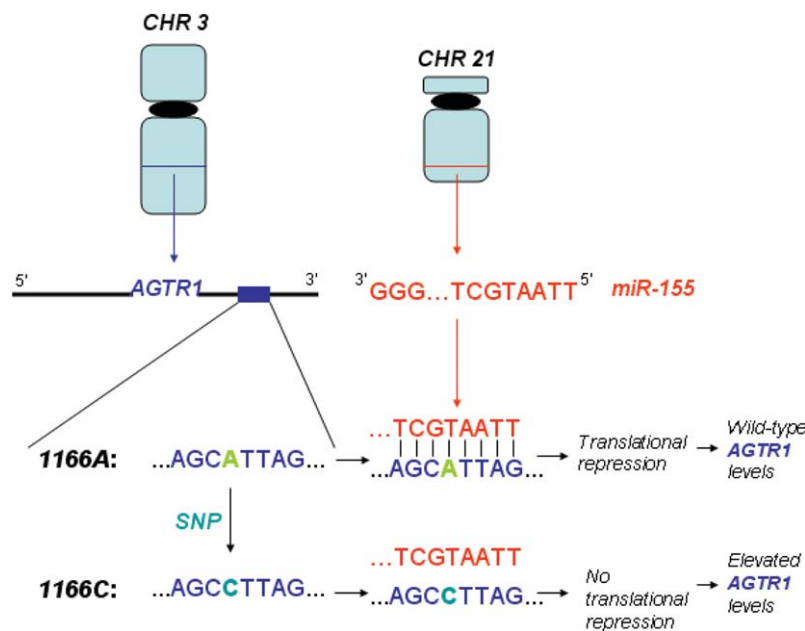 CHR 3
CHR 21
5'
AGTR1
3'
3'
GGG...TCGTAATT
5'
miR-155
1166A:
...AGCATTAG...
...TCGTAATT
...AGCATTAG...
Translational
repression
Wild-type
AGTR1
levels
SNP
1166C:
...AGCCTTAG...
...TCGTAATT
...AGCCTTAG...
No
translational
repression
Elevated
AGTR1
levels